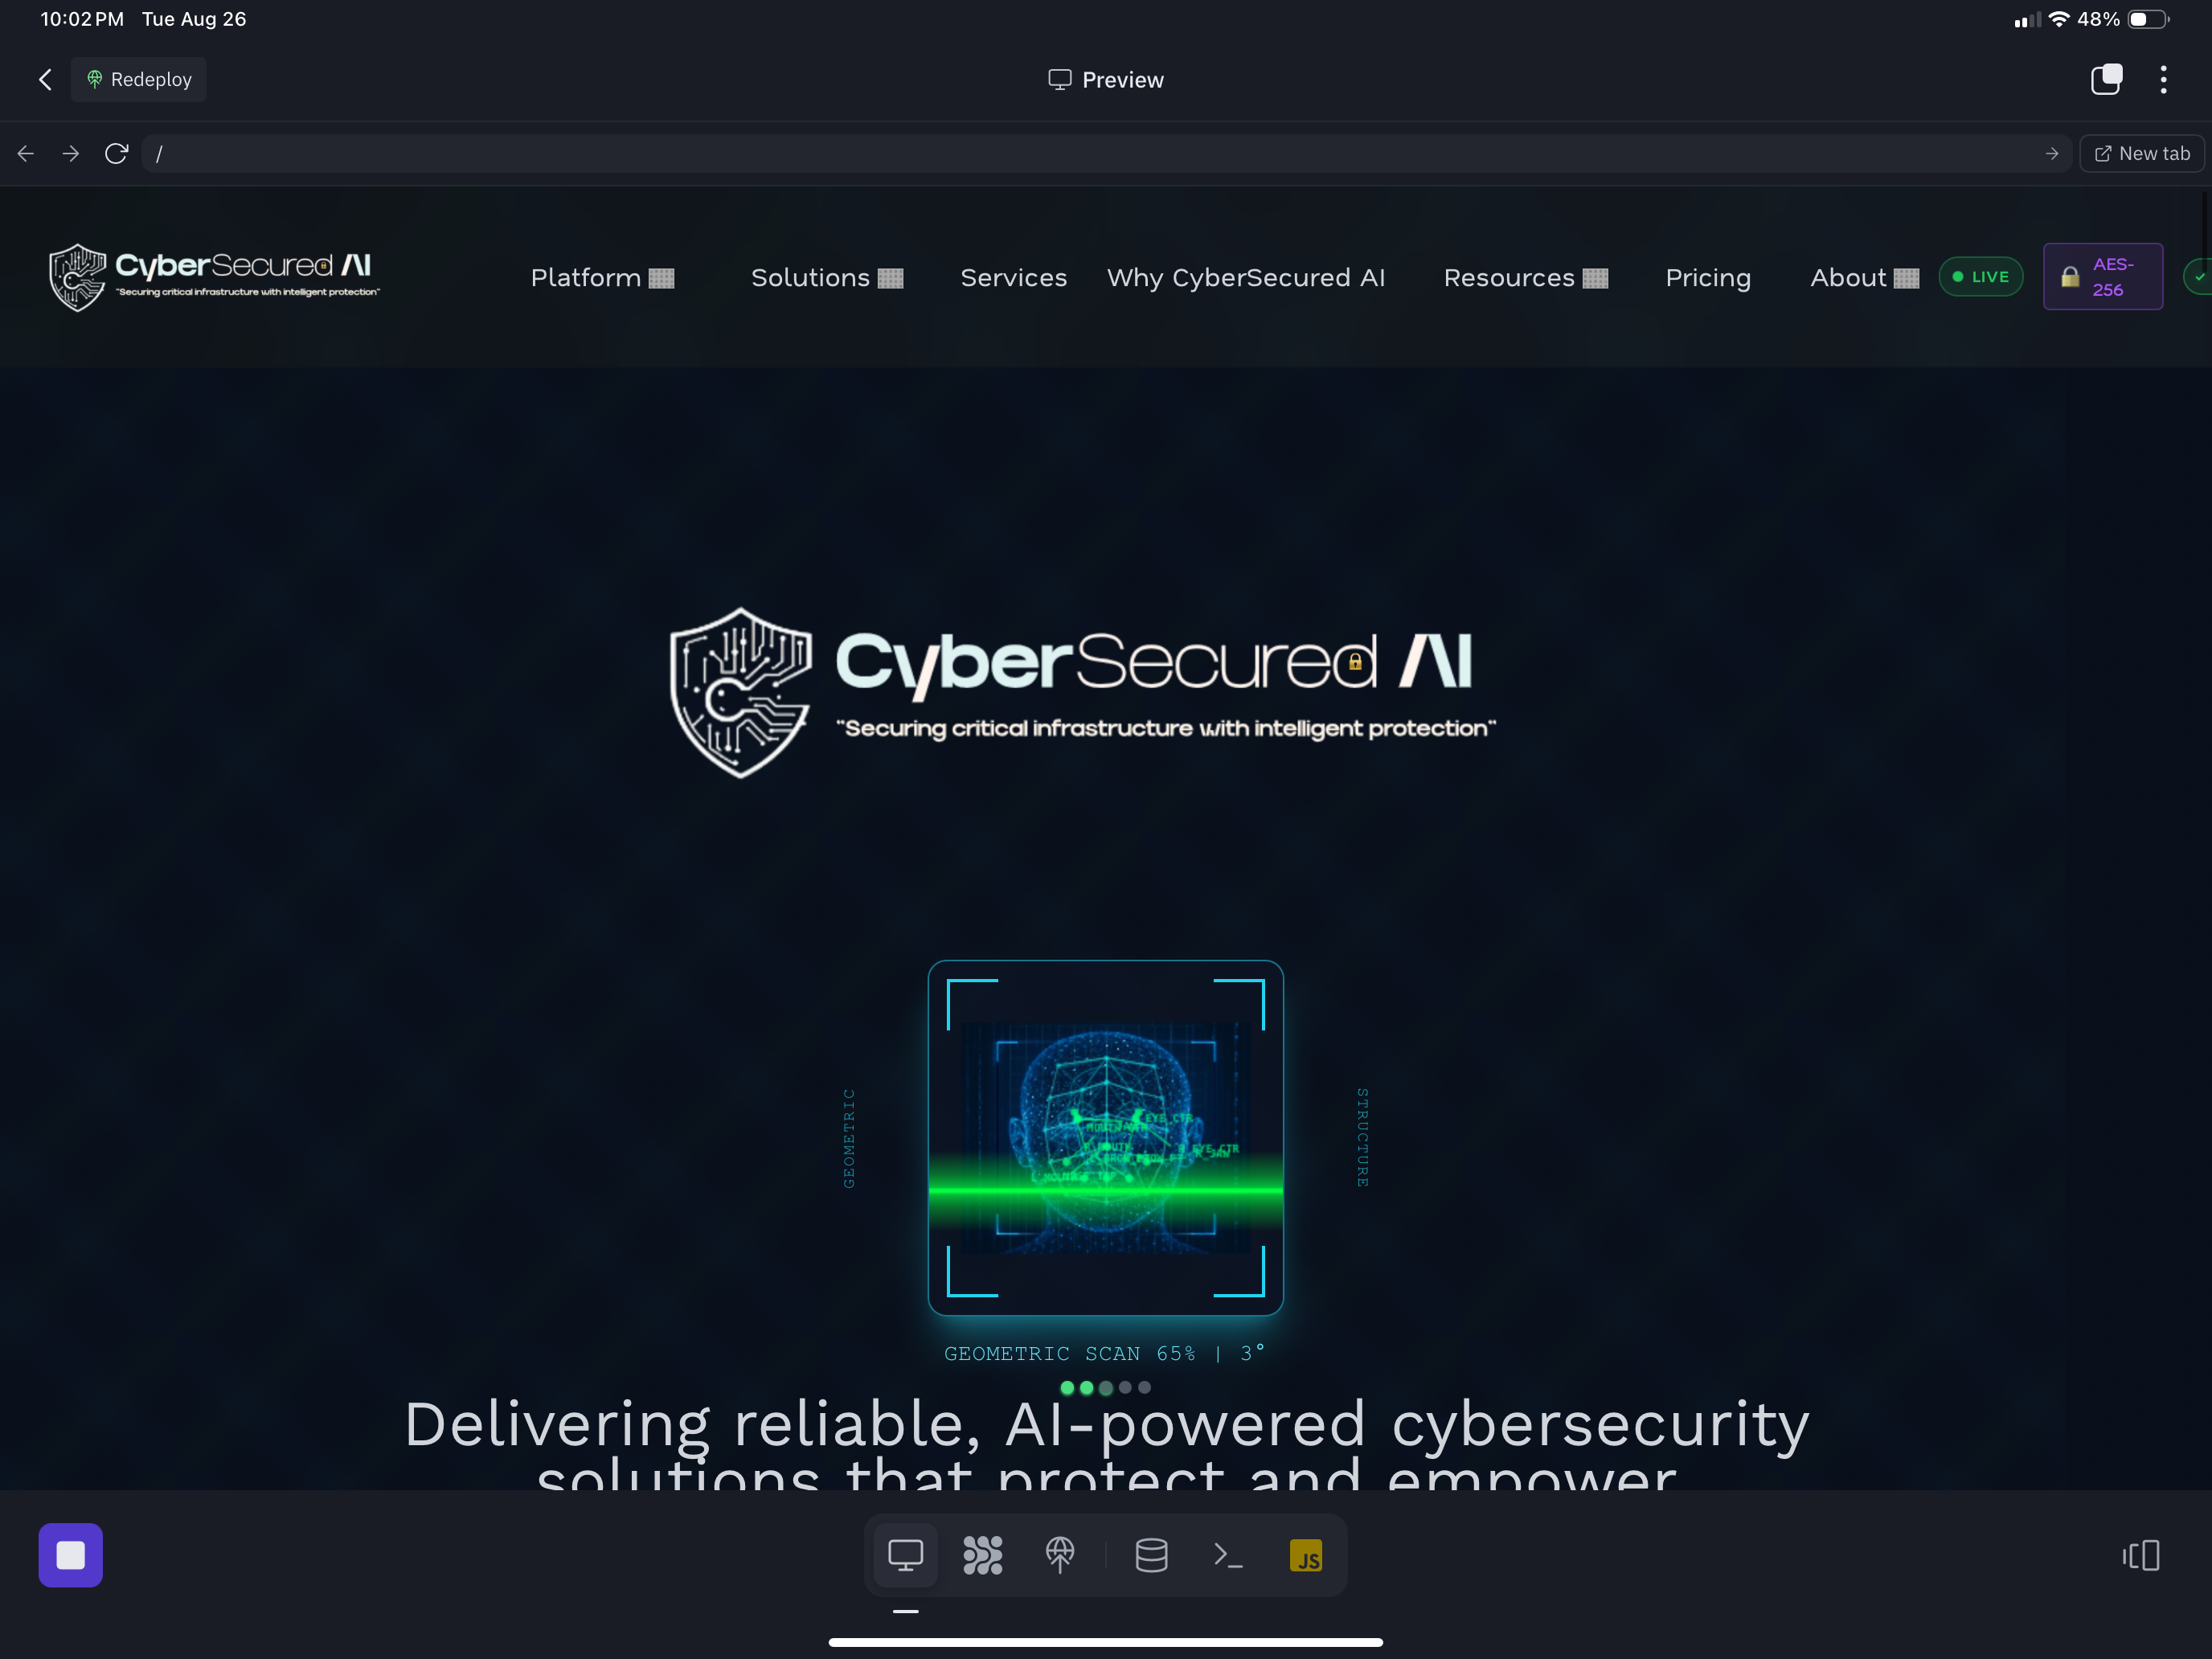 10:02 PM Tue Aug 26 48%
Redeploy Preview
/ New tab
CyberSecured AI
"Securing critical infrastructure with intelligent protection"
Platform Solutions Services Why CyberSecured AI Resources Pricing About LIVE AES-
256
CyberSecured AI
"Securing critical infrastructure with intelligent protection"
EYE_CTR
GEOMETRIC
STRUCTURE
GEOMETRIC SCAN 65% | 3°
Delivering reliable, AI-powered cybersecurity
solutions that protect and empower
JS